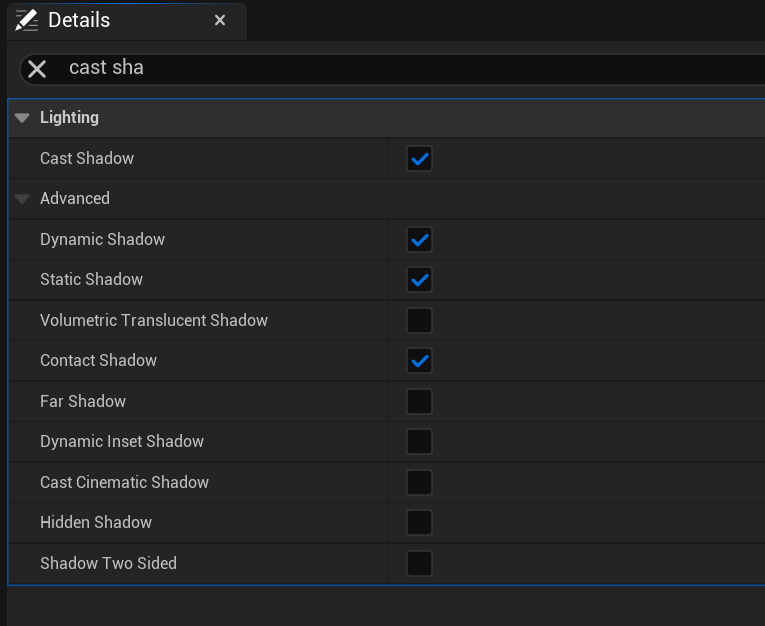 Details
cast sha
Lighting
Cast Shadow
Advanced
Dynamic Shadow
Static Shadow
Volumetric Translucent Shadow
Contact Shadow
Far Shadow
Dynamic Inset Shadow
Cast Cinematic Shadow
Hidden Shadow
Shadow Two Sided